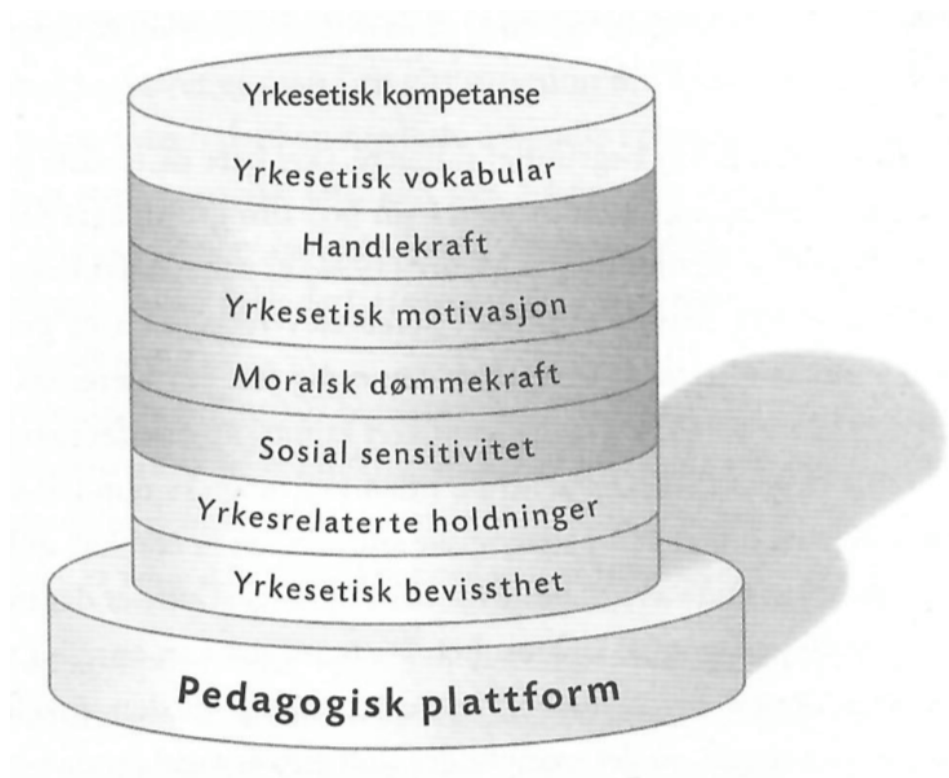 Yrkesetisk kompetanse
Yrkesetisk vokabular
Handlekraft
Yrkesetisk motivasjon
Moralsk dømmekraft
Sosial sensitivitet
Yrkesrelaterte holdninger
Yrkesetisk bevissthet
Pedagogisk plattform